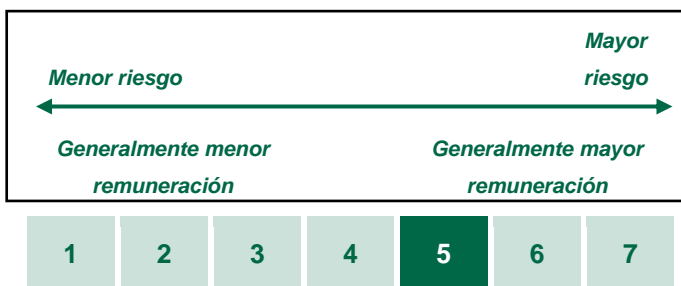 Mayor
Menor riesgo riesgo
Generalmente menor Generalmente mayor
remuneración remuneración
1 2 3 4 5 6 7